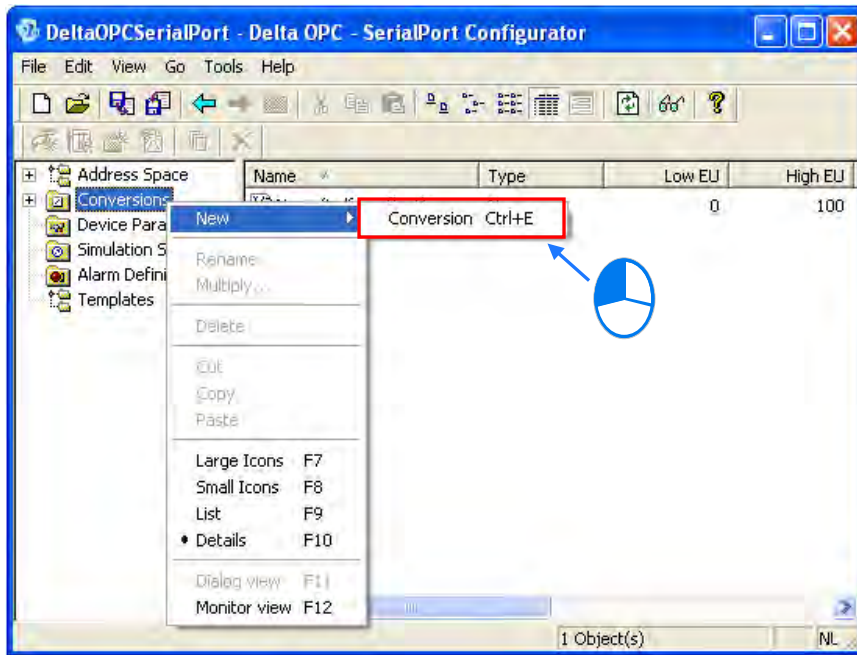 DeltaOPCSerialPort - Delta OPC - SerialPort Configurator
File Edit View Go Tools Help
Address Space
Name Type Low EU High EU
Conversions
0 100
New
Conversion Ctrl+E
Device Para
Simulation S
Rename
Alarm Defini
Multiply...
Templates
Delete
Cut
Copy
Paste
Large Icons F7
Small Icons F8
List F9
Details F10
Dialog view F11
Monitor view F12
1 Object(s) NL